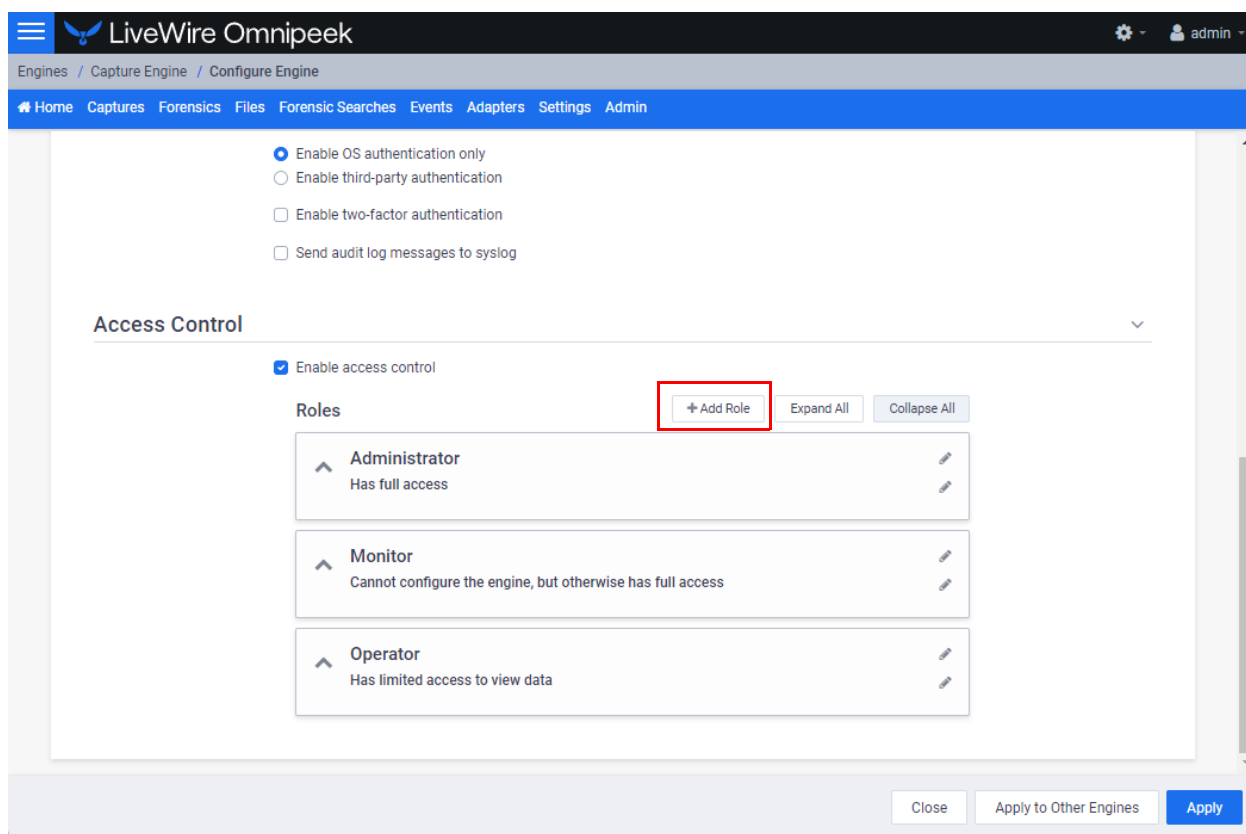 LiveWire Omnipeek
admin
Engines / Capture Engine / Configure Engine
Home Captures Forensics Files Forensic Searches Events Adapters Settings Admin
Enable OS authentication only
Enable third-party authentication
Enable two-factor authentication
Send audit log messages to syslog
Access Control
Enable access control
Roles
+ Add Role Expand All Collapse All
Administrator
Has full access
Monitor
Cannot configure the engine, but otherwise has full access
Operator
Has limited access to view data
Close Apply to Other Engines Apply